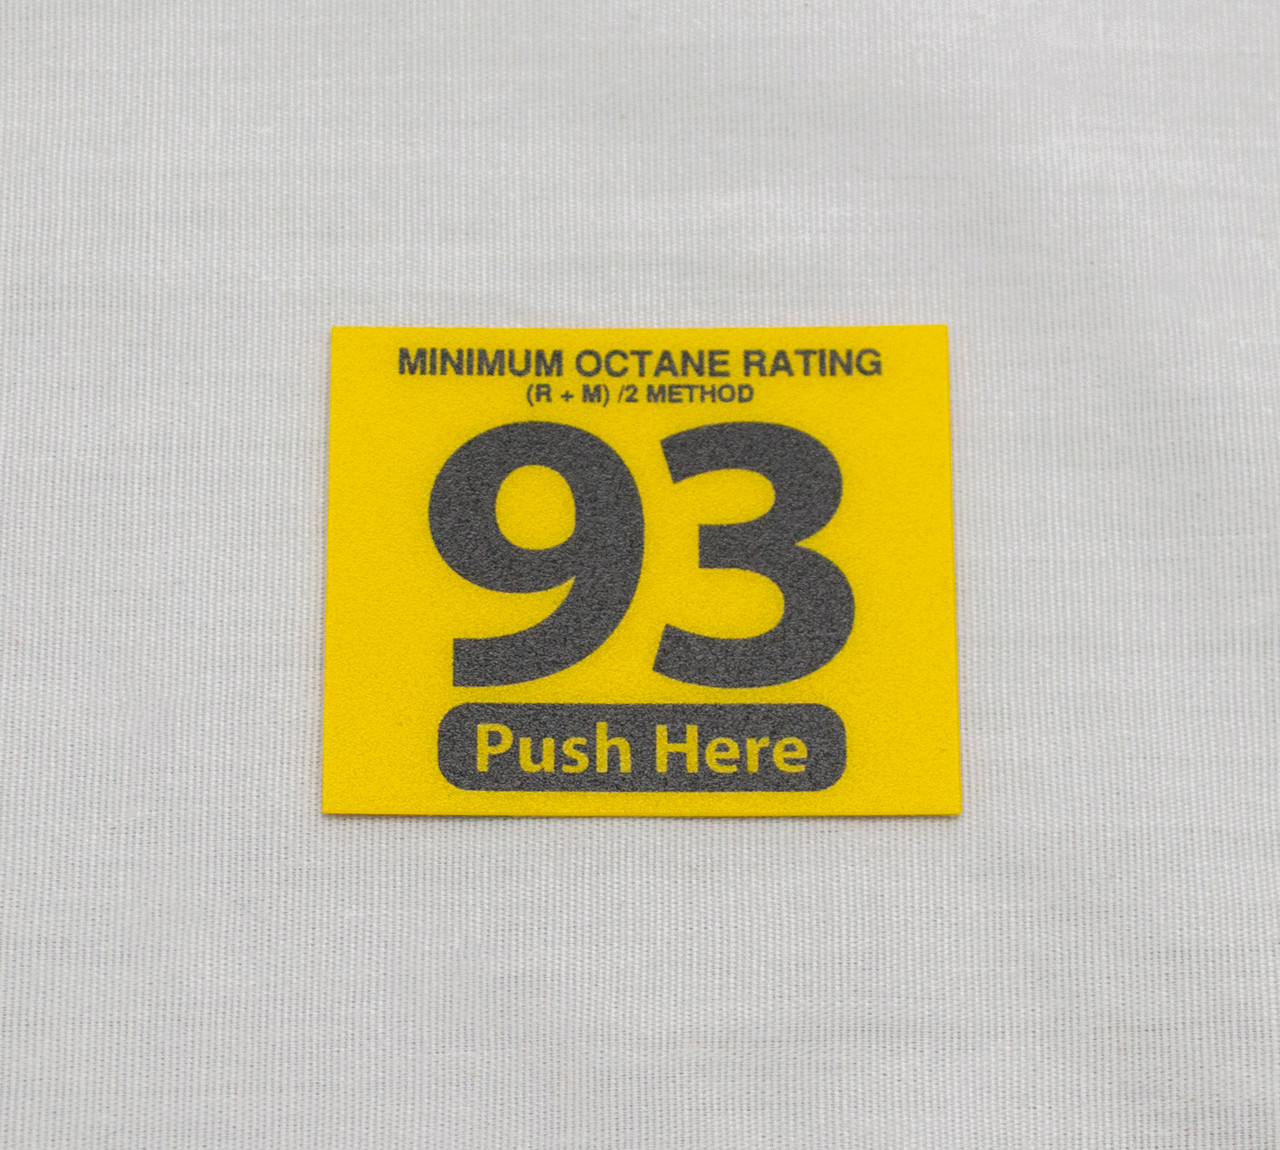 MINIMUM OCTANE RATING
(R + M) /2 METHOD
93
Push Here